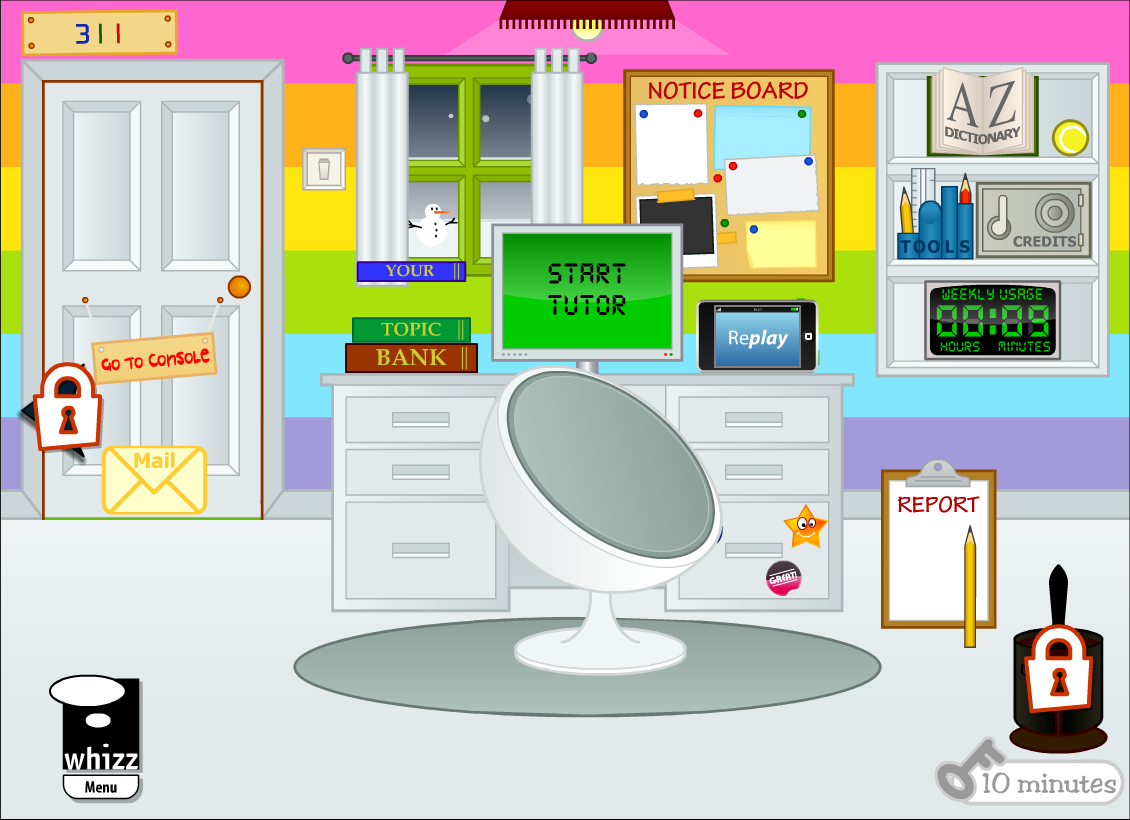 311
NOTICE BOARD
A Z
DICTIONARY
TOOLS
CREDITS
YOUR
TOPIC
BANK
START
TUTOR
Replay
WEEKLY USAGE
00:09
HOURS MINUTES
GO TO CONSOLE
Mail
REPORT
GREAT!
whizz
Menu
10 minutes